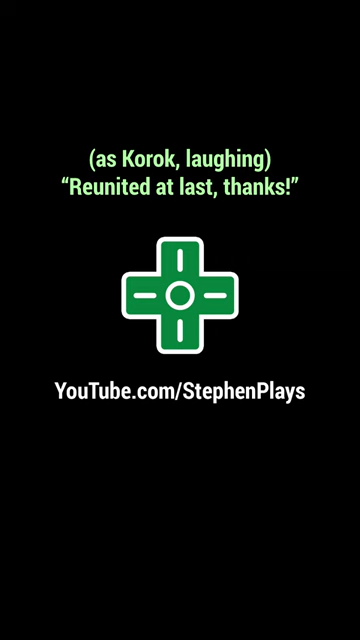 (as Korok, laughing)
“Reunited at last, thanks!”
YouTube.com/StephenPlays